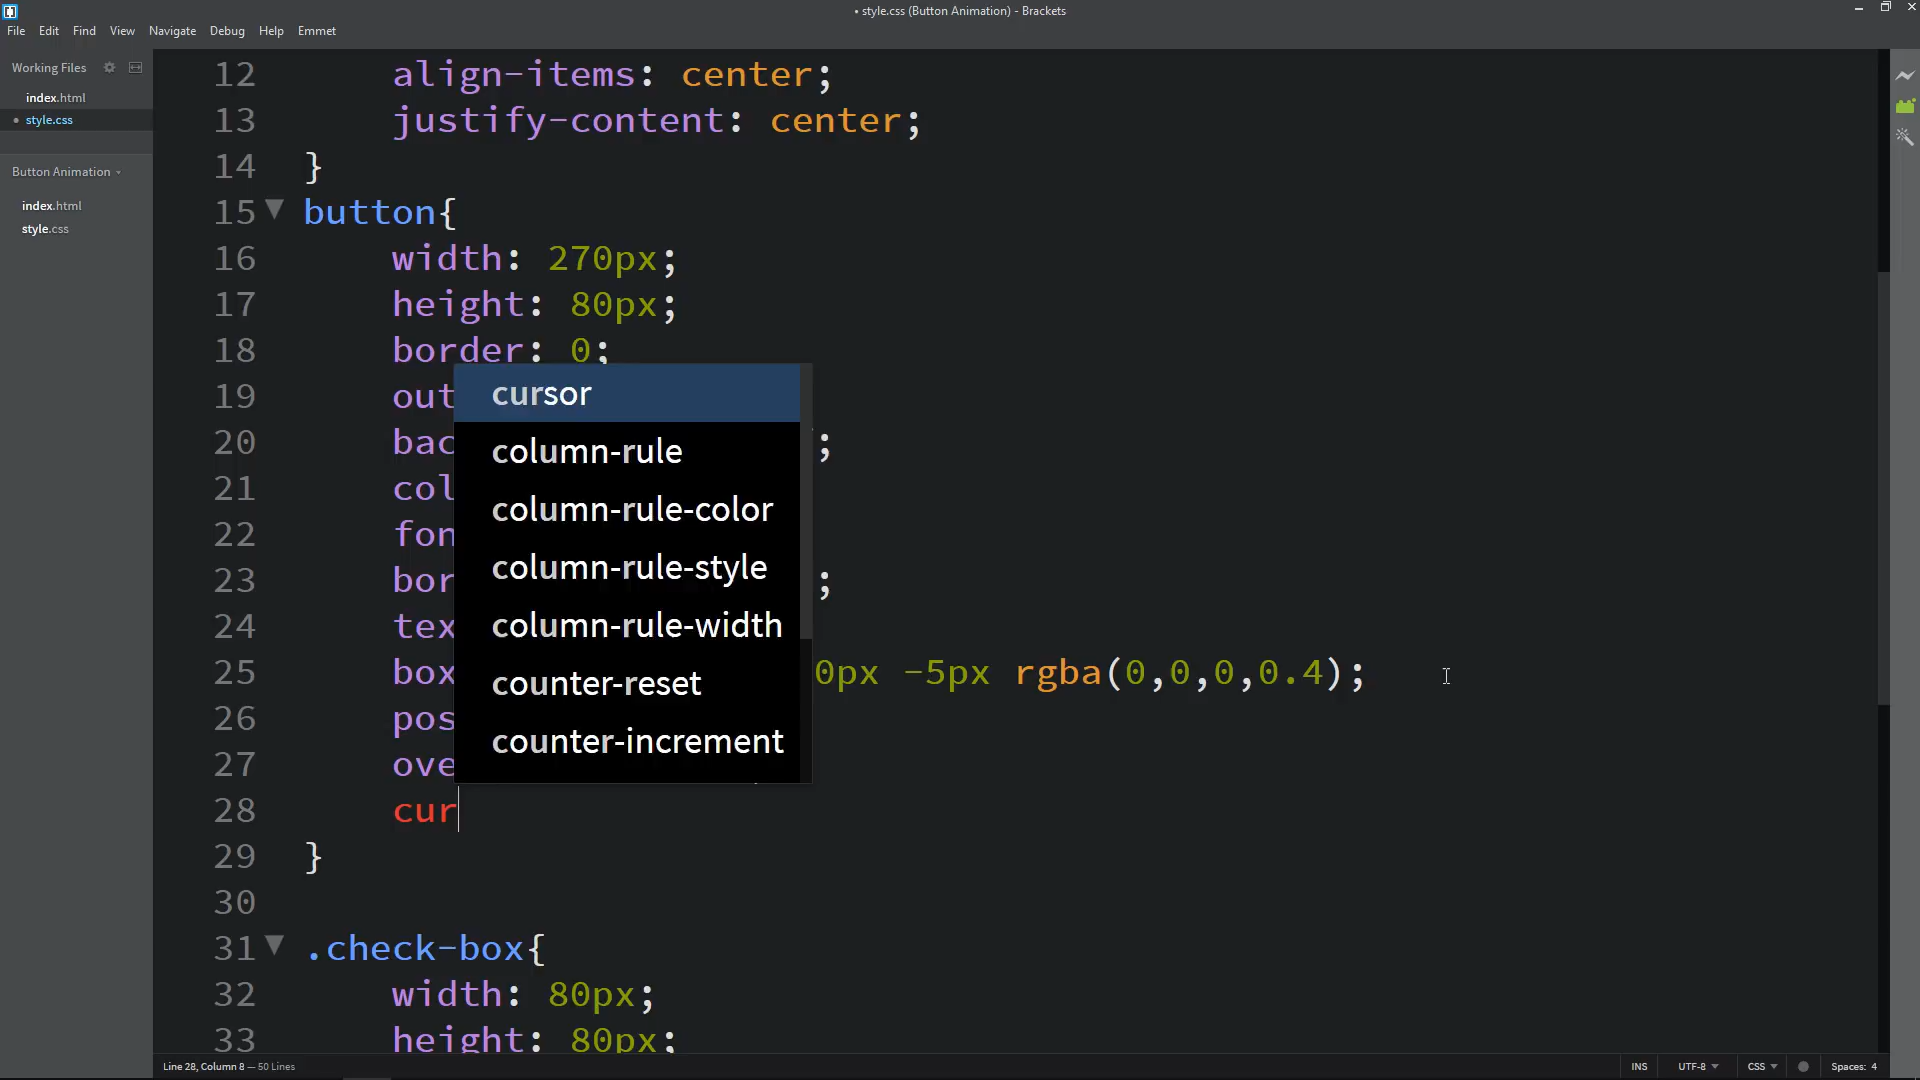 • style.css (Button Animation) - Brackets
File Edit Find View Navigate Debug Help Emmet
Working Files
index.html
• style.css
Button Animation
index.html
style.css
12 align-items: center;
13 justify-content: center;
14 }
15 button{
16 width: 270px;
17 height: 80px;
18 border: 0;
19 out
20 bac ;
21 col
22 fon
23 bor ;
24 tex
25 box 0px -5px rgba(0,0,0,0.4);
26 pos
27 ove
28 cur
29 }
30
31 .check-box{
32 width: 80px;
33 height: 80px;
cursor
column-rule
column-rule-color
column-rule-style
column-rule-width
counter-reset
counter-increment
Line 28, Column 8 — 50 Lines
INS UTF-8 CSS Spaces: 4